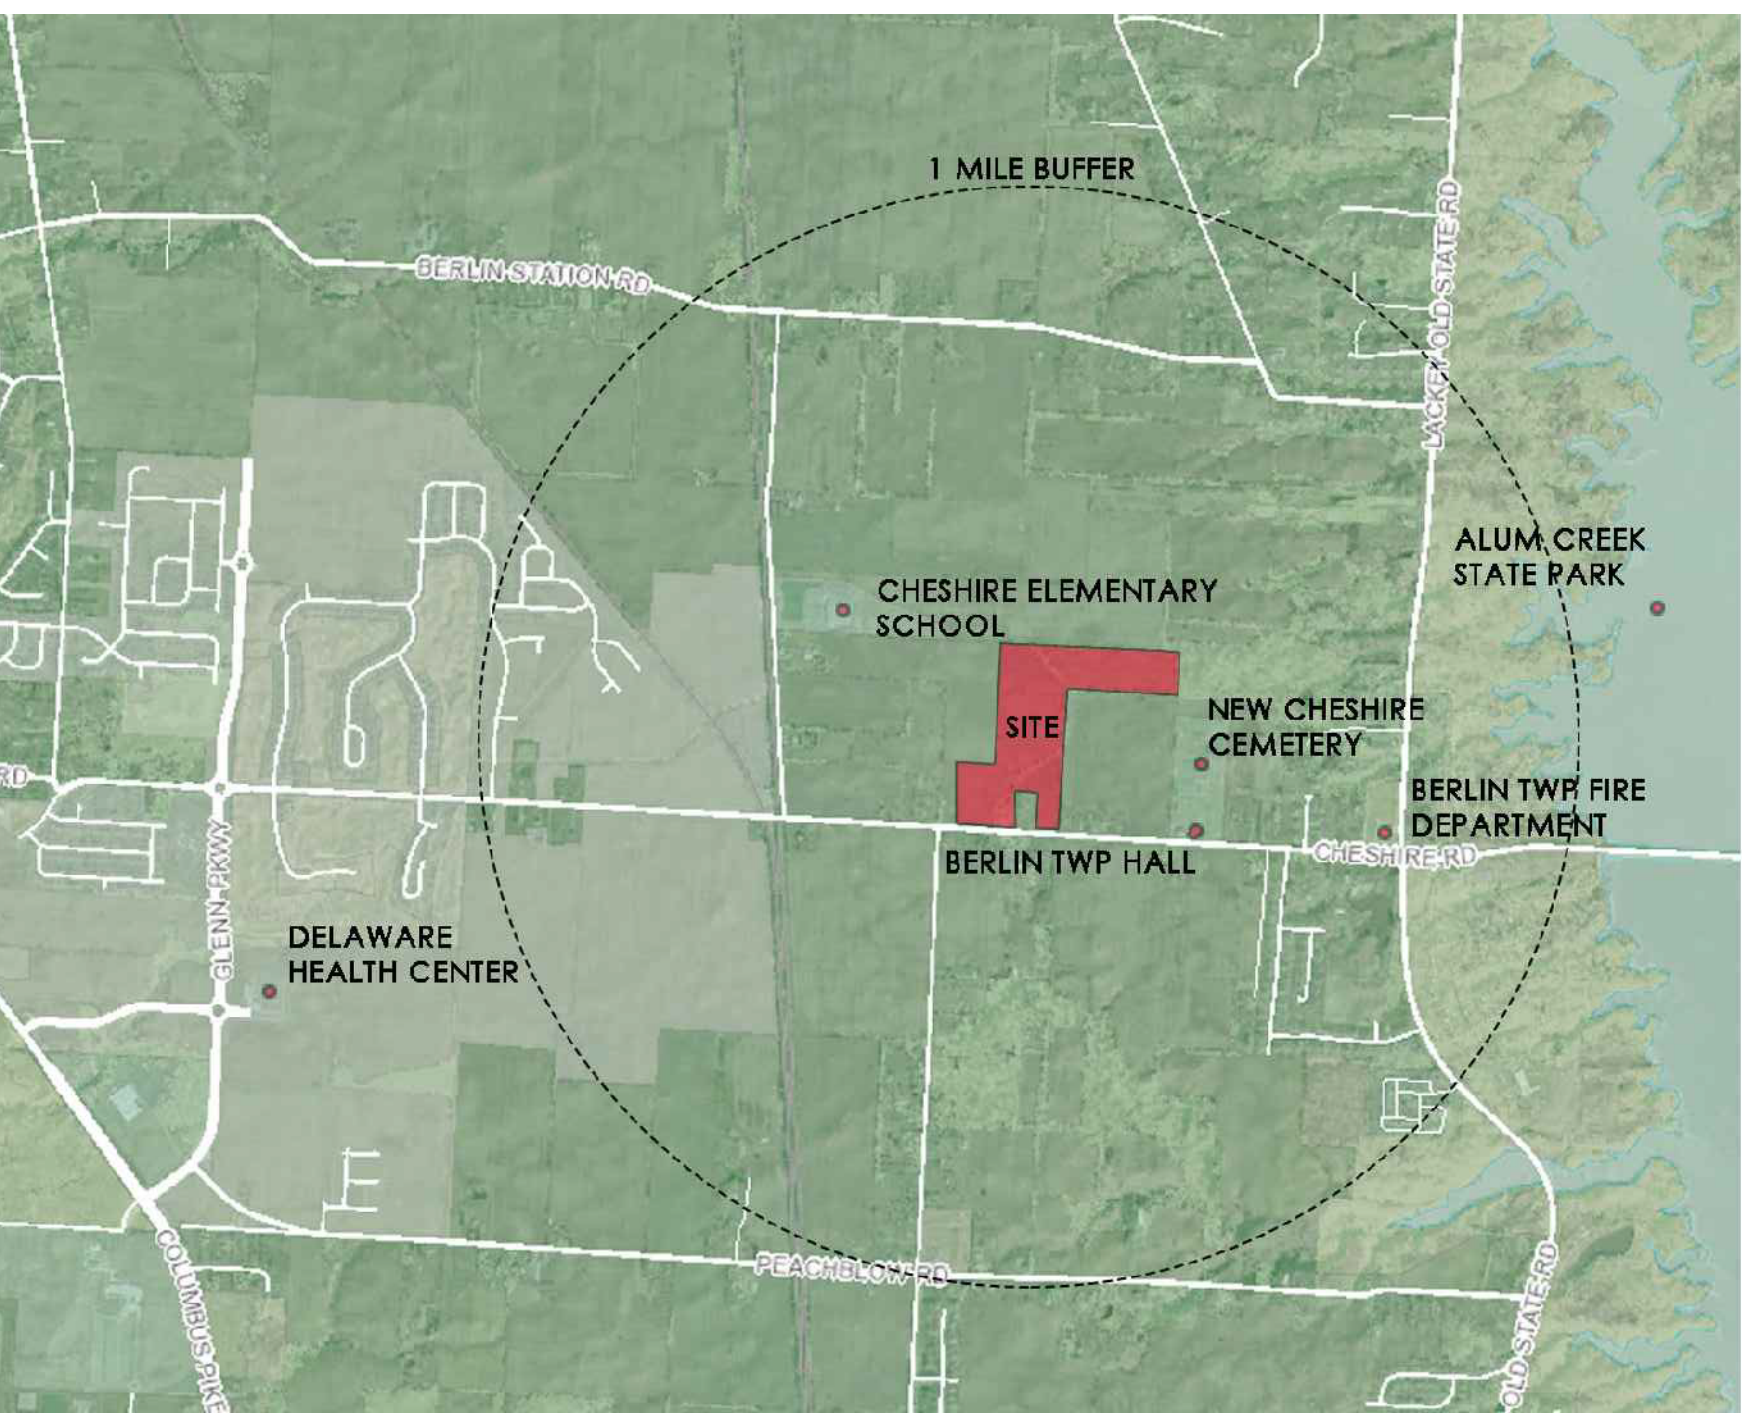 1 MILE BUFFER
BERLIN STATION RD
LACKEY OLD STATE RD
ALUM CREEK
STATE PARK
CHESHIRE ELEMENTARY
SCHOOL
NEW CHESHIRE
CEMETERY
SITE
RD
BERLIN TWP FIRE
DEPARTMENT
CHESHIRE RD
BERLIN TWP HALL
GLENN PKWY
DELAWARE
HEALTH CENTER
PEACHBLOW RD
COLUMBUS PIKE
OLD STATE RD